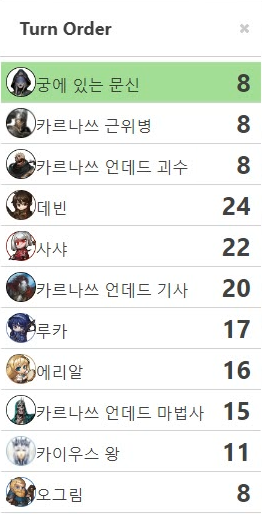 Turn Order ×
궁에 있는 문신 8
카르나쓰 근위병 8
카르나쓰 언데드 괴수 8
데빈 24
사샤 22
카르나쓰 언데드 기사 20
루카 17
에리알 16
카르나쓰 언데드 마법사 15
카이우스 왕 11
오그림 8